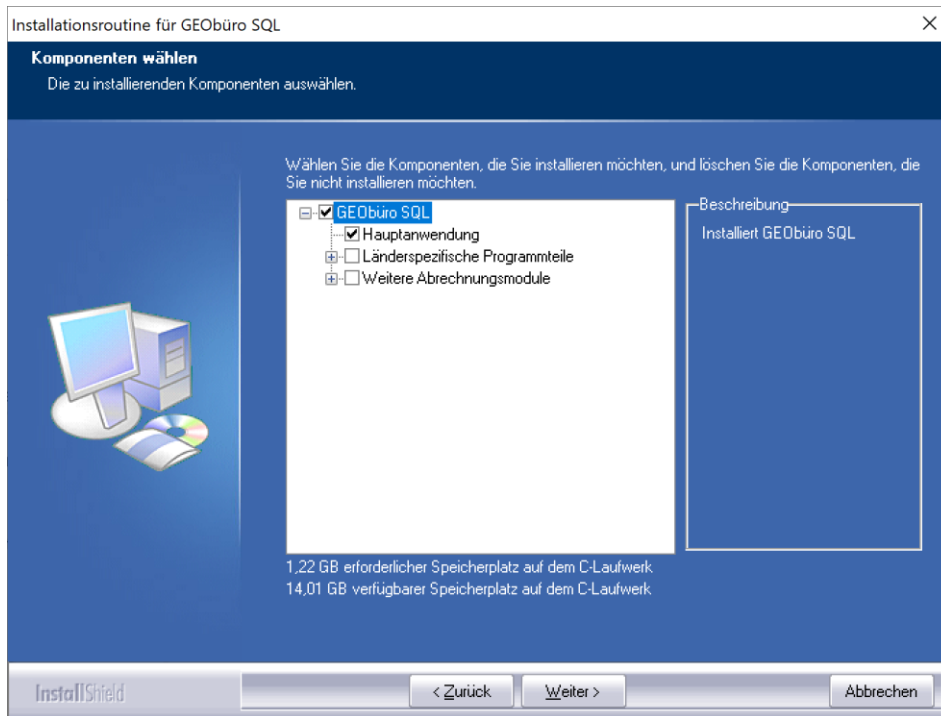 Installationsroutine für GEObüro SQL
Komponenten wählen
Die zu installierenden Komponenten auswählen.
Wählen Sie die Komponenten, die Sie installieren möchten, und löschen Sie die Komponenten, die
Sie nicht installieren möchten.
GEObüro SQL
Hauptanwendung
Länderspezifische Programmteile
Weitere Abrechnungsmodule
Beschreibung
Installiert GEObüro SQL
1,22 GB erforderlicher Speicherplatz auf dem C-Laufwerk
14,01 GB verfügbarer Speicherplatz auf dem C-Laufwerk
InstallShield
< Zurück
Weiter >
Abbrechen